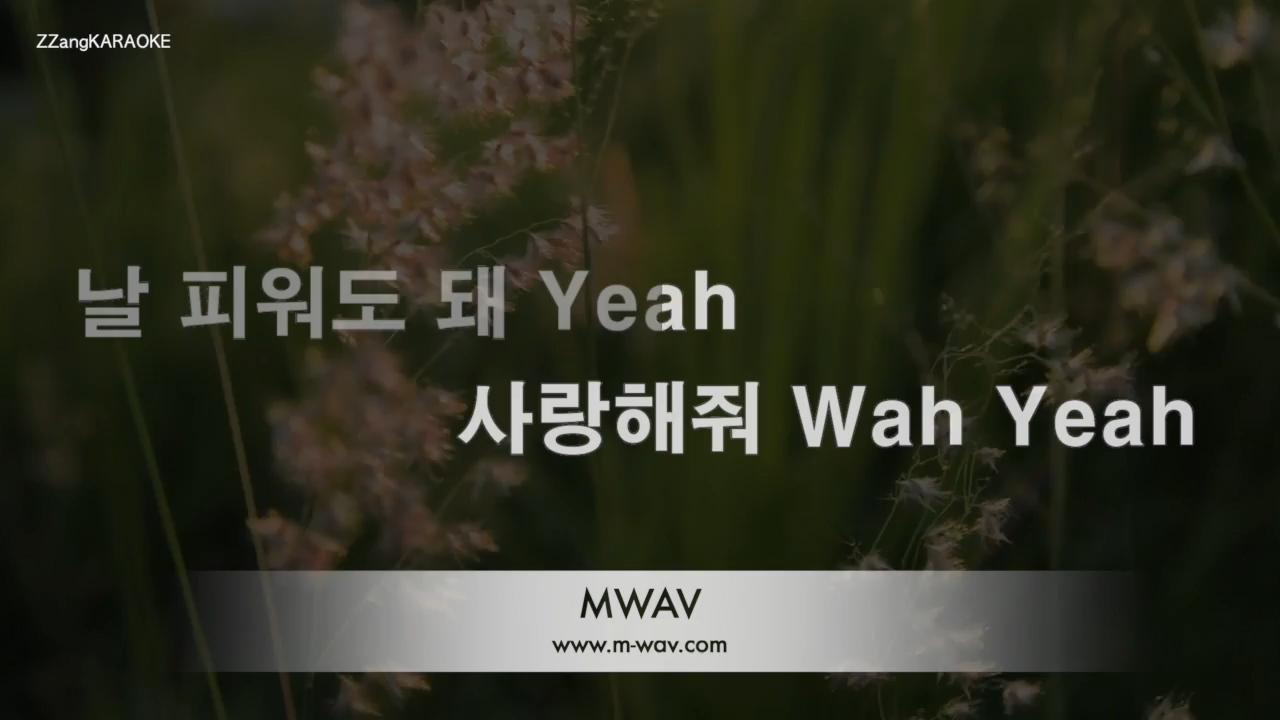 ZZangKARAOKE
날 피워도 돼 Yeah
사랑해줘 Wah Yeah
MWAV
www.m-wav.com